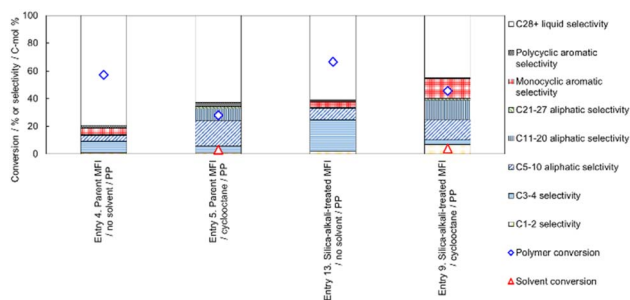 Conversion / % or selectivity / C-mol %
100
80
60
40
20
0
Entry 4. Parent MFI
/ no solvent / PP
Entry 5. Parent MFI
/ cyclooctane / PP
Entry 13. Silica-alkali-treated MFI
/ no solvent / PP
Entry 9. Silica-alkali-treated MFI
/ cyclooctane / PP
C28+ liquid selectivity
Polycyclic aromatic
selectivity
Monocyclic aromatic
selectivity
C21-27 aliphatic selectivity
C11-20 aliphatic selectivity
C5-10 aliphatic selctivity
C3-4 selectivity
C1-2 selectivity
Polymer conversion
Solvent conversion